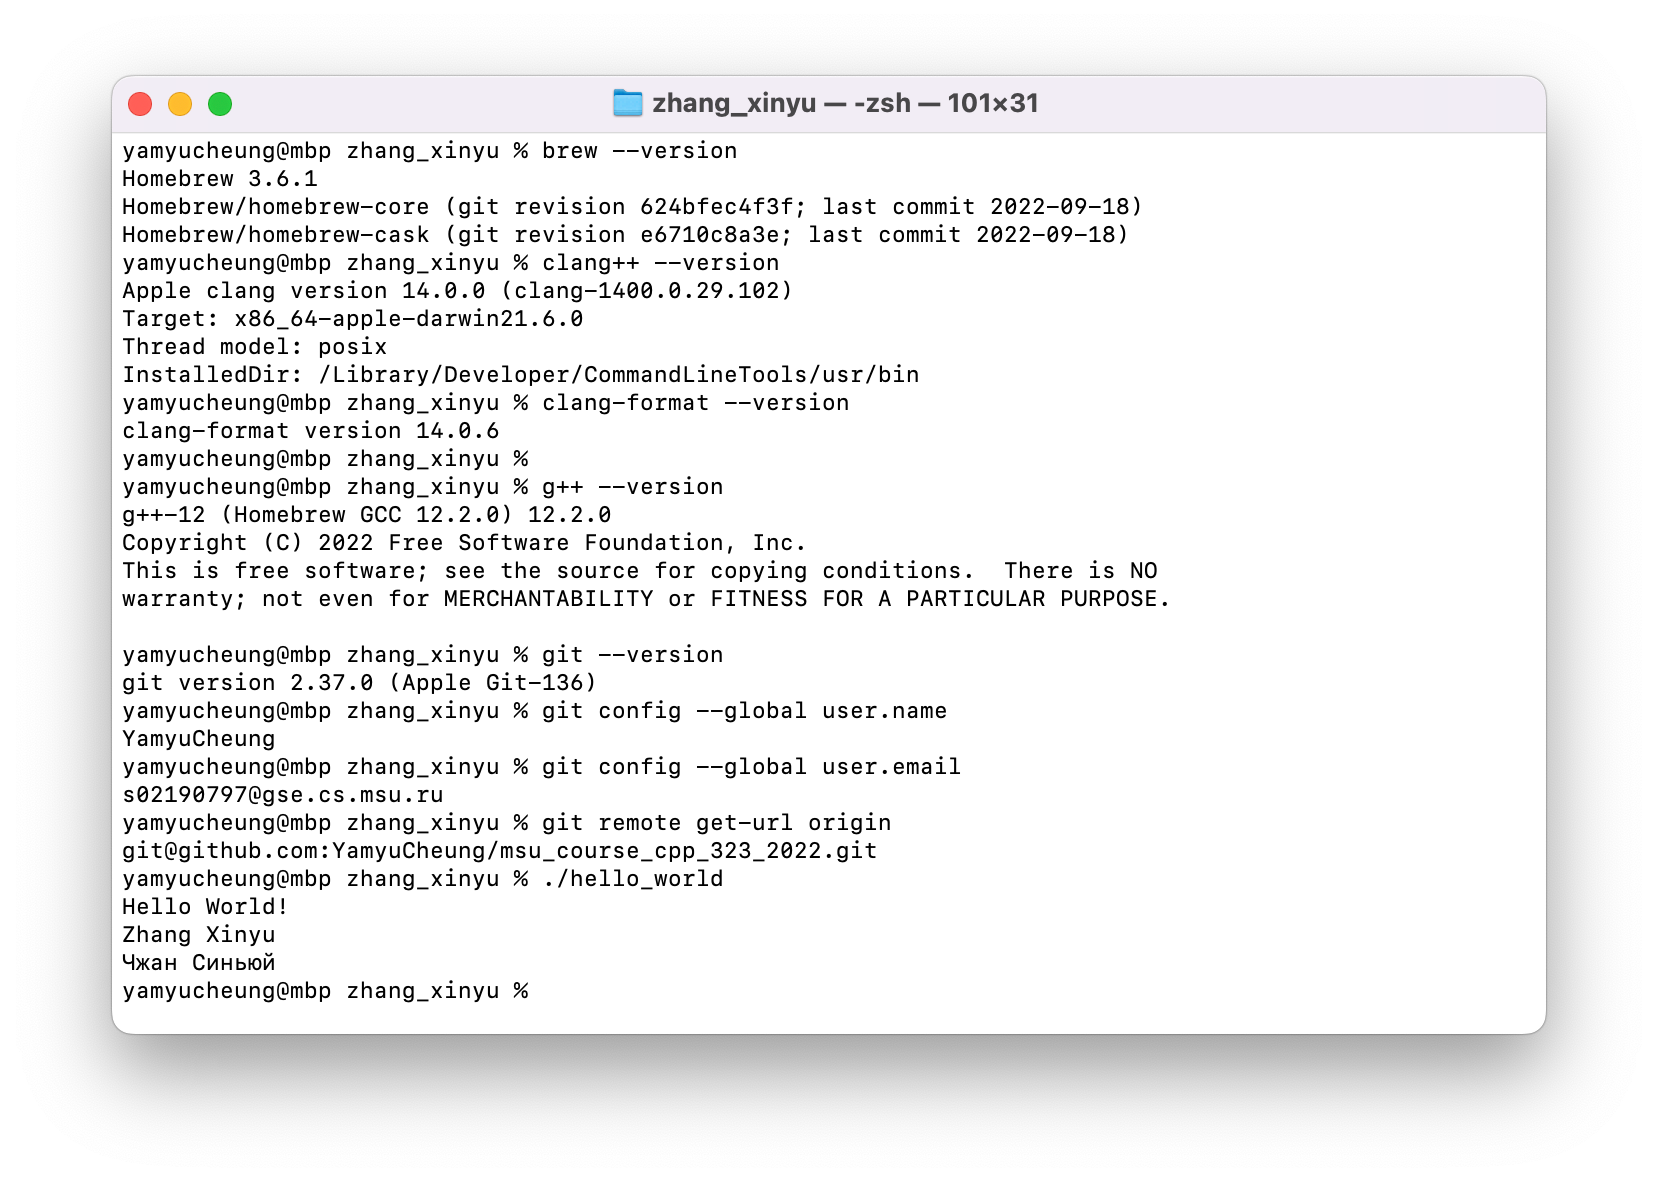 zhang_xinyu — -zsh — 101×31
yamyucheung@mbp zhang_xinyu % brew --version
Homebrew 3.6.1
Homebrew/homebrew-core (git revision 624bfec4f3f; last commit 2022-09-18)
Homebrew/homebrew-cask (git revision e6710c8a3e; last commit 2022-09-18)
yamyucheung@mbp zhang_xinyu % clang++ --version
Apple clang version 14.0.0 (clang-1400.0.29.102)
Target: x86_64-apple-darwin21.6.0
Thread model: posix
InstalledDir: /Library/Developer/CommandLineTools/usr/bin
yamyucheung@mbp zhang_xinyu % clang-format --version
clang-format version 14.0.6
yamyucheung@mbp zhang_xinyu %
yamyucheung@mbp zhang_xinyu % g++ --version
g++-12 (Homebrew GCC 12.2.0) 12.2.0
Copyright (C) 2022 Free Software Foundation, Inc.
This is free software; see the source for copying conditions.  There is NO
warranty; not even for MERCHANTABILITY or FITNESS FOR A PARTICULAR PURPOSE.
yamyucheung@mbp zhang_xinyu % git --version
git version 2.37.0 (Apple Git-136)
yamyucheung@mbp zhang_xinyu % git config --global user.name
YamyuCheung
yamyucheung@mbp zhang_xinyu % git config --global user.email
s02190797@gse.cs.msu.ru
yamyucheung@mbp zhang_xinyu % git remote get-url origin
git@github.com:YamyuCheung/msu_course_cpp_323_2022.git
yamyucheung@mbp zhang_xinyu % ./hello_world
Hello World!
Zhang Xinyu
Чжан Синьюй
yamyucheung@mbp zhang_xinyu %